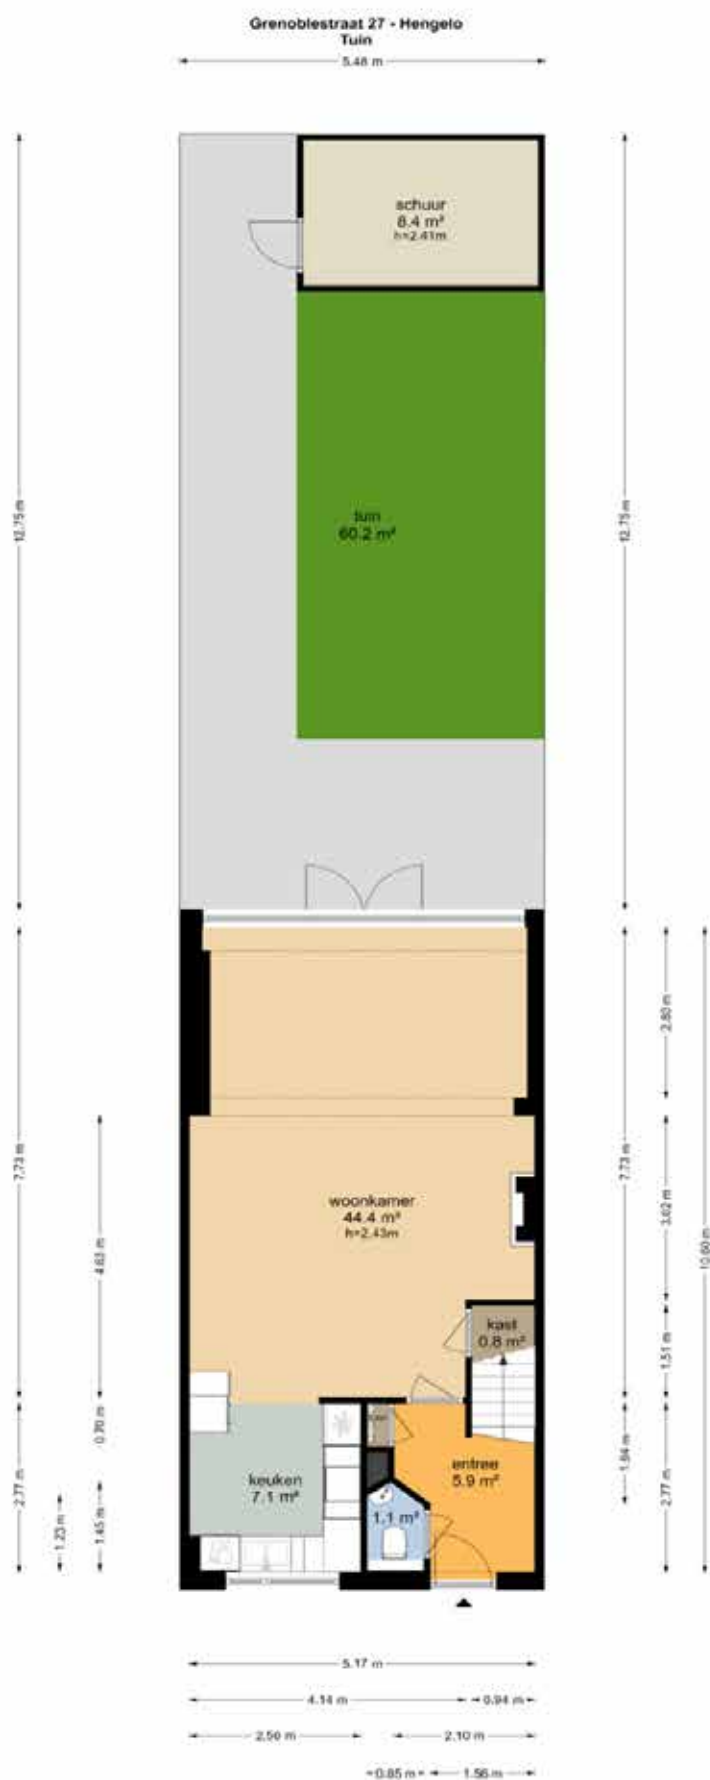 Grenoblestraat 27 - Hengelo
Tuin
5.48 m
schuur
8.4 m²
h=2.41m
12.75 m
12.75 m
tuin
60.2 m²
7.73 m
4.63 m
woonkamer
44.4 m²
h=2.43m
7.73 m
2.80 m
3.02 m
10.60 m
kast
0.8 m²
1.51 m
2.77 m
0.70 m
1.45 m
1.23 m
keuken
7.1 m²
1.1 m²
entree
5.9 m²
1.84 m
2.77 m
5.17 m
4.14 m
0.94 m
2.50 m
2.10 m
0.85 m
1.56 m